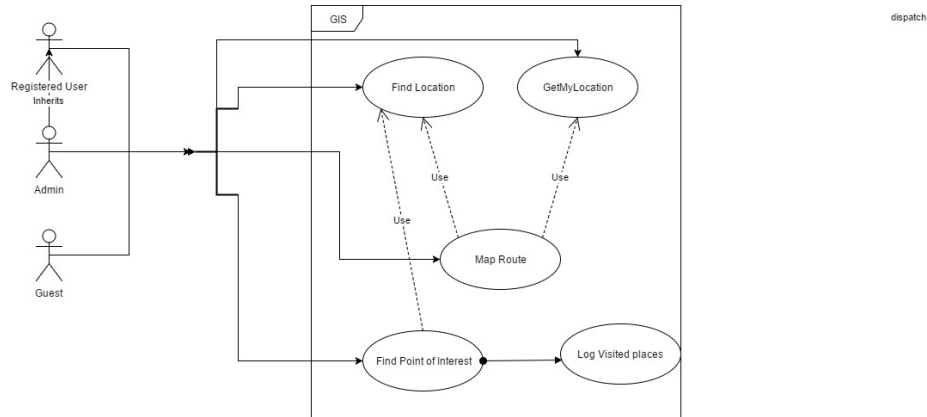 GIS
dispatch
Registered User
Inherits
Find Location
GetMyLocation
Use
Use
Admin
Use
Map Route
Guest
Find Point of Interest
Log Visited places